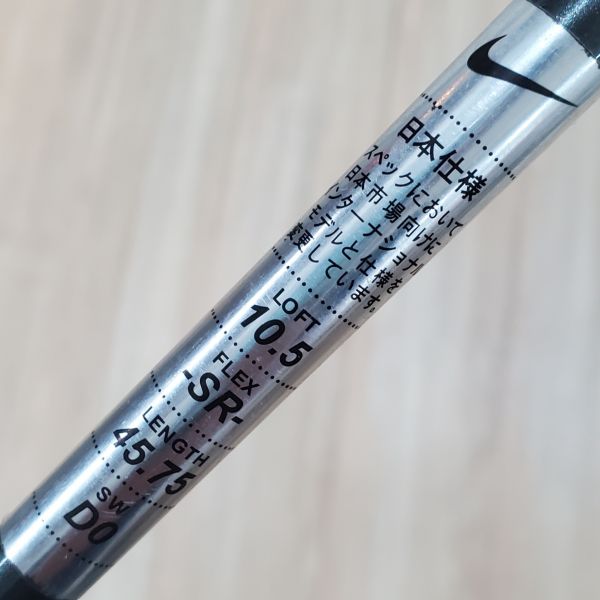 日本仕様
スペックにおいて
日本市場向けに
インターナショナル
モデルと仕様を
変更しています。
LOFT
10.5
FLEX
-SR-
LENGTH
45.75
SW
D0